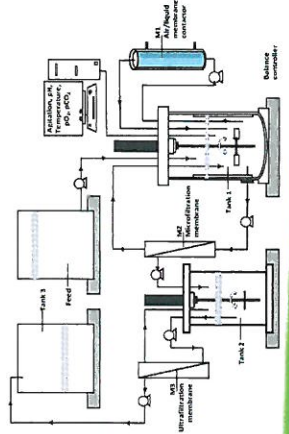 Agitation, pH,
Temperature,
pO₂, pCO₂
M1
Air/liquid
membrane
contactor
Tank 3
Feed
M2
Microfiltration
membrane
Tank 1
Balance
controller
M3
Ultrafiltration
membrane
Tank 2